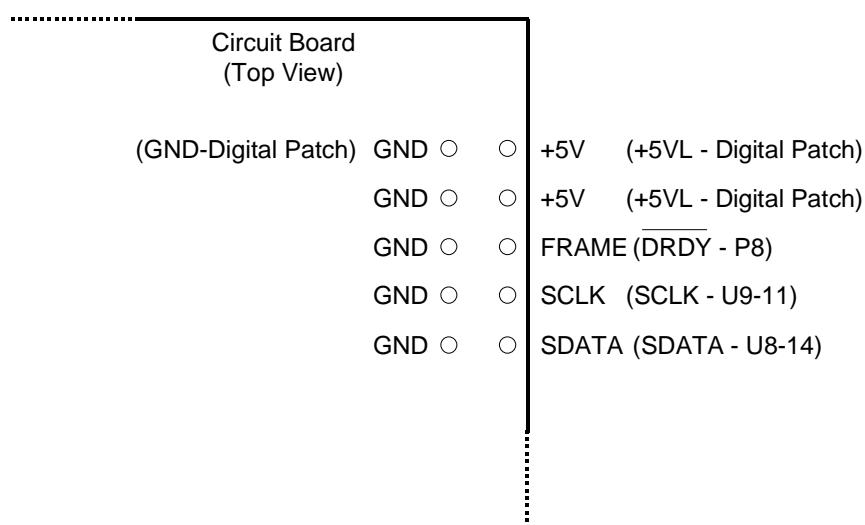 Circuit Board
(Top View)
(GND-Digital Patch) GND +5V (+5VL - Digital Patch)
GND +5V (+5VL - Digital Patch)
GND FRAME (D̅R̅D̅Y̅ - P8)
GND SCLK (SCLK - U9-11)
GND SDATA (SDATA - U8-14)